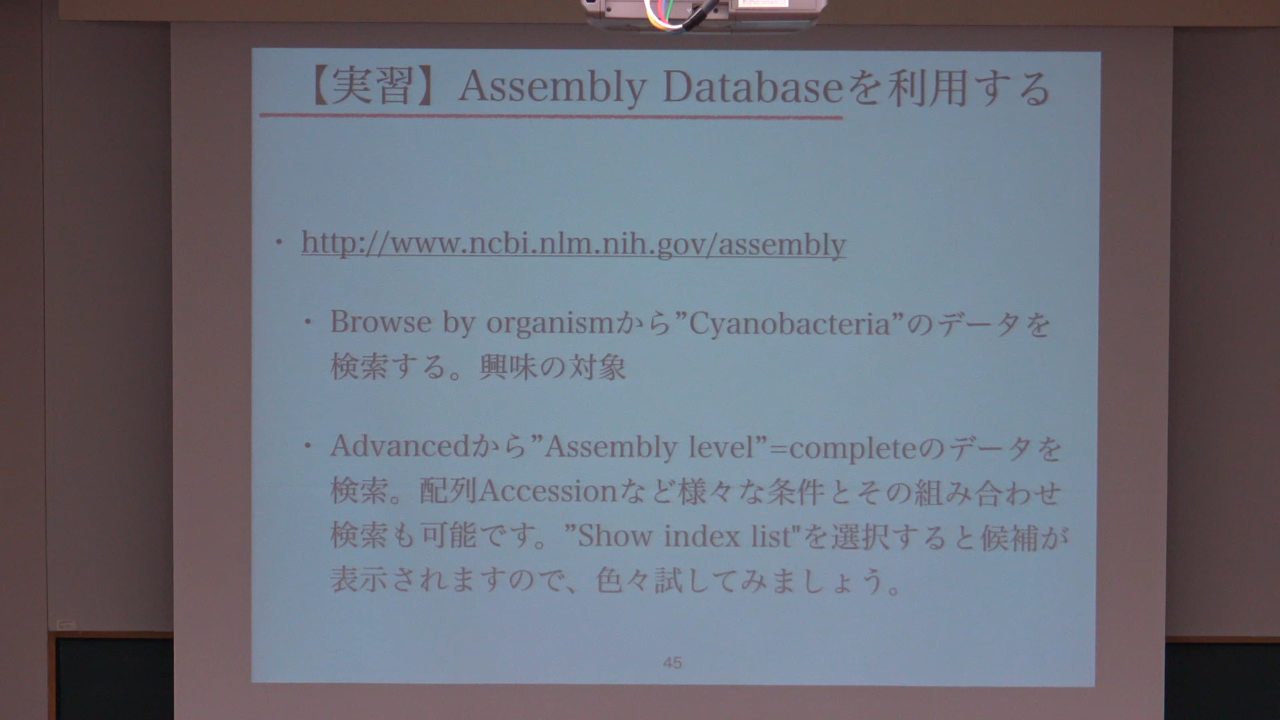 【実習】Assembly Databaseを利用する
・http://www.ncbi.nlm.nih.gov/assembly
・Browse by organismから”Cyanobacteria”のデータを
検索する。興味の対象
・Advancedから”Assembly level”=completeのデータを
検索。配列Accessionなど様々な条件とその組み合わせ
検索も可能です。”Show index list"を選択すると候補が
表示されますので、色々試してみましょう。
45